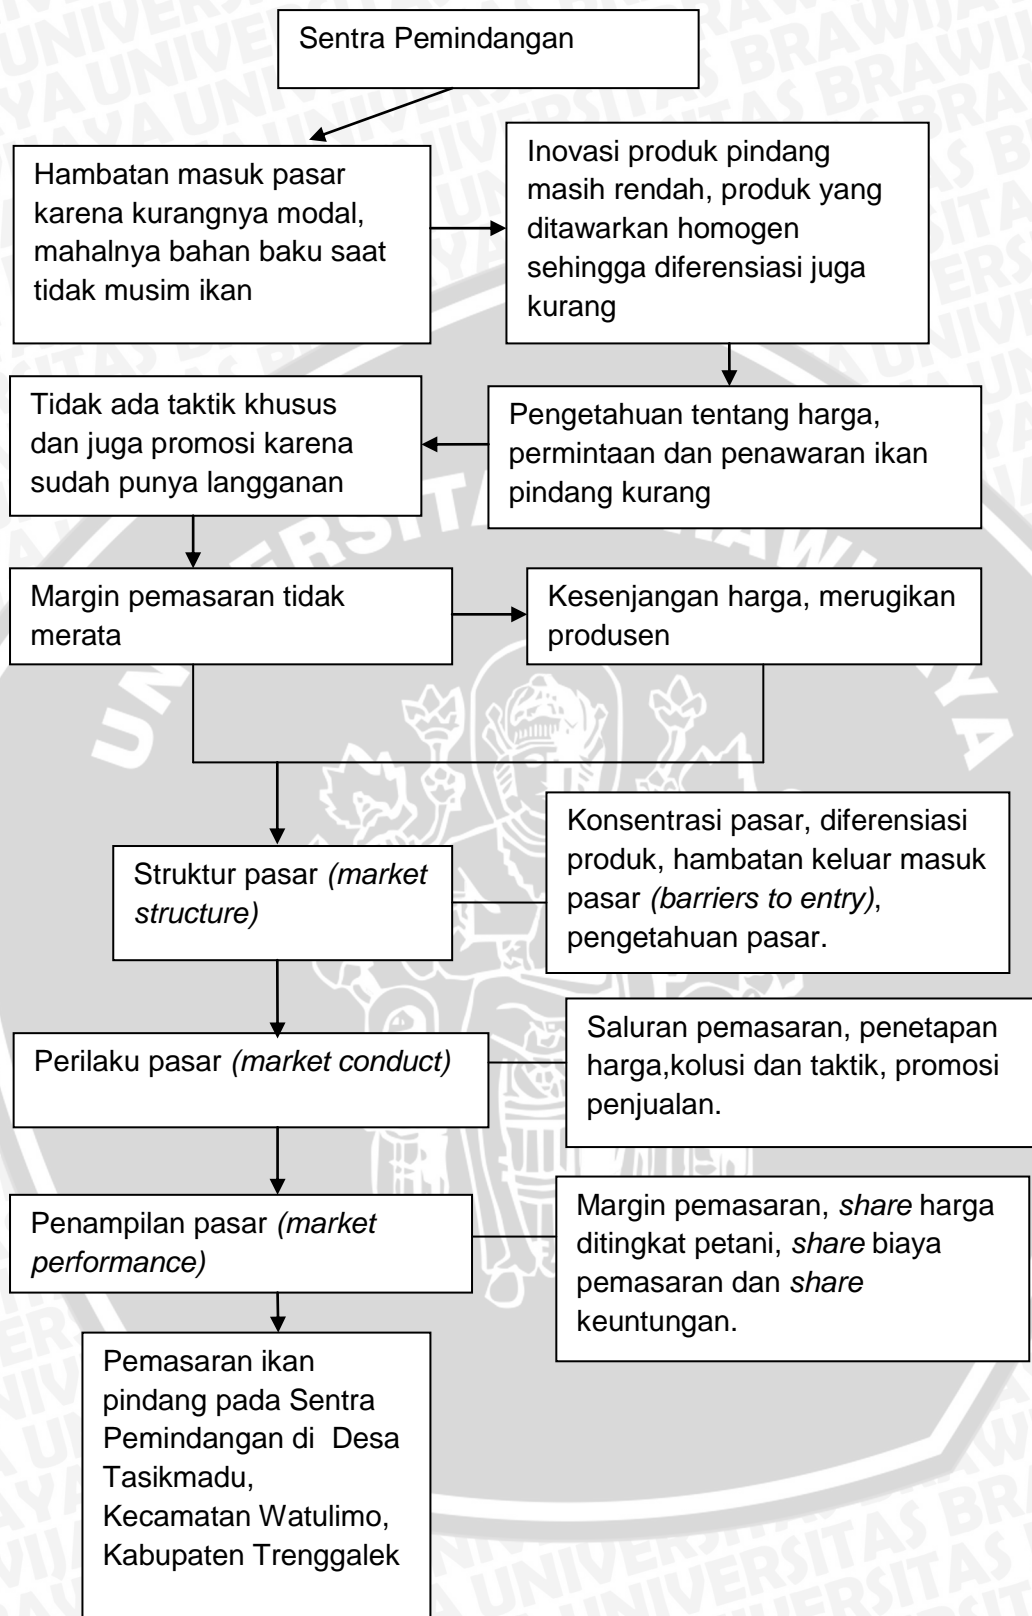 Sentra Pemindangan
Hambatan masuk pasar
karena kurangnya modal,
mahalnya bahan baku saat
tidak musim ikan
Inovasi produk pindang
masih rendah, produk yang
ditawarkan homogen
sehingga diferensiasi juga
kurang
Pengetahuan tentang harga,
permintaan dan penawaran ikan
pindang kurang
Tidak ada taktik khusus
dan juga promosi karena
sudah punya langganan
Margin pemasaran tidak
merata
Kesenjangan harga, merugikan
produsen
Struktur pasar (market
structure)
Konsentrasi pasar, diferensiasi
produk, hambatan keluar masuk
pasar (barriers to entry),
pengetahuan pasar.
Perilaku pasar (market conduct)
Saluran pemasaran, penetapan
harga,kolusi dan taktik, promosi
penjualan.
Penampilan pasar (market
performance)
Margin pemasaran, share harga
ditingkat petani, share biaya
pemasaran dan share
keuntungan.
Pemasaran ikan
pindang pada Sentra
Pemindangan di Desa
Tasikmadu,
Kecamatan Watulimo,
Kabupaten Trenggalek